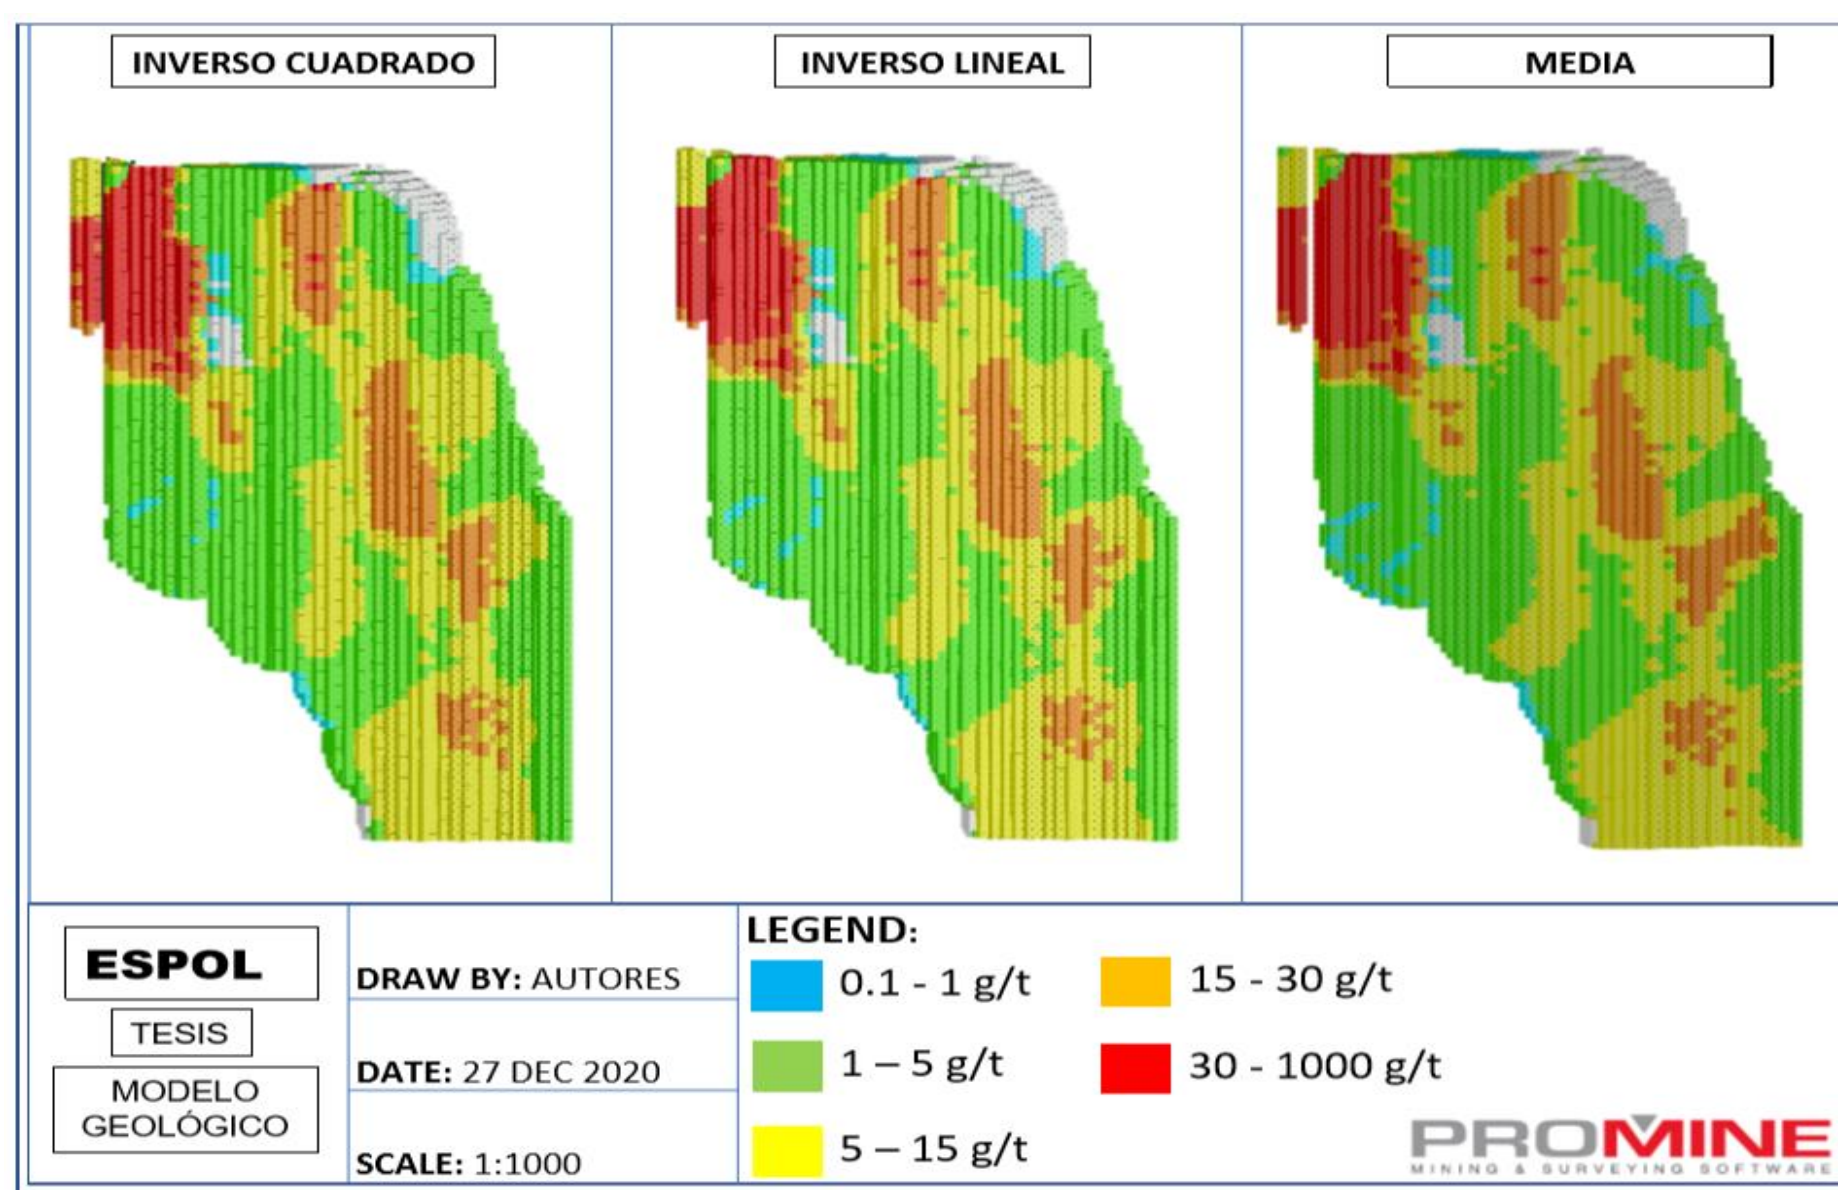 INVERSO CUADRADO
INVERSO LINEAL
MEDIA
ESPOL
TESIS
MODELO
GEOLÓGICO
DRAW BY: AUTORES
DATE: 27 DEC 2020
SCALE: 1:1000
LEGEND:
0.1 - 1 g/t
1 – 5 g/t
5 – 15 g/t
15 - 30 g/t
30 - 1000 g/t
PROMINE
MINING & SURVEYING SOFTWARE